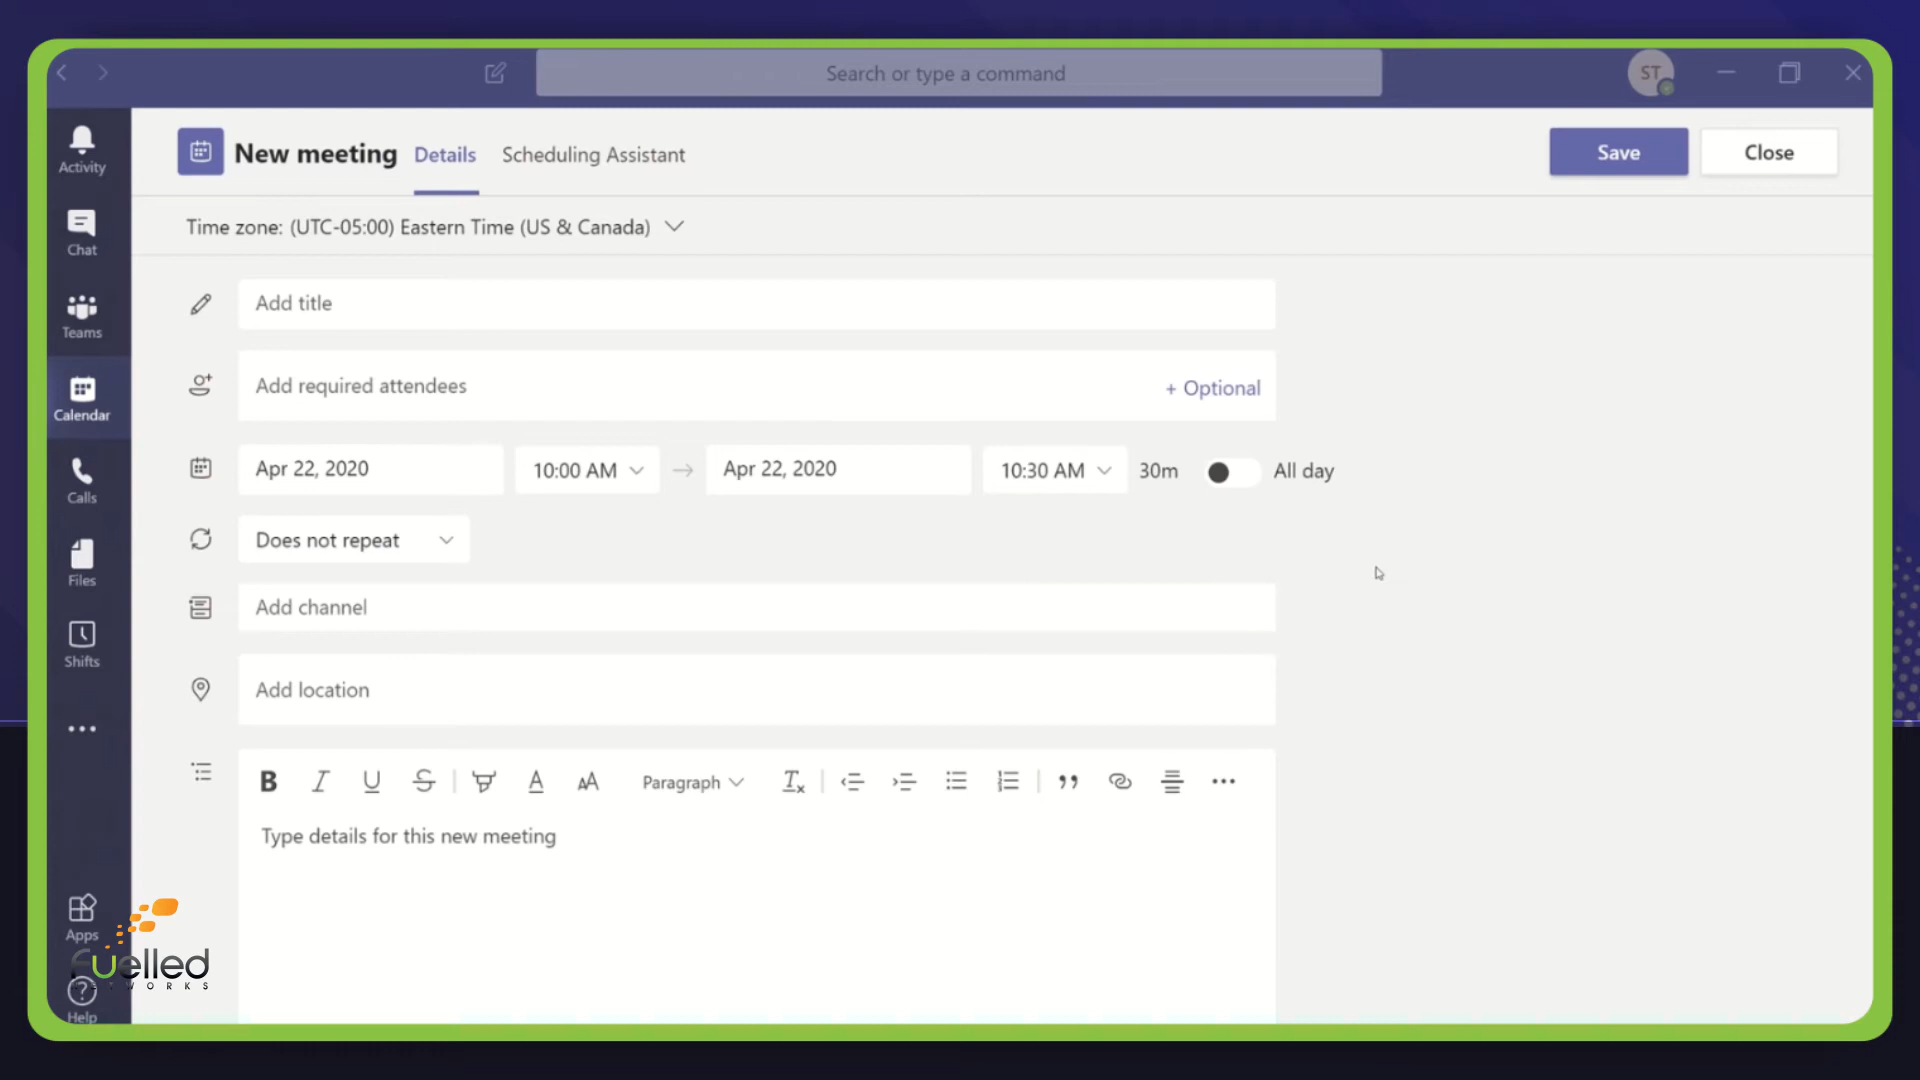 Search or type a command
ST
Activity
Chat
Teams
Calendar
Calls
Files
Shifts
Apps
Help
New meeting
Details
Scheduling Assistant
Save
Close
Time zone: (UTC-05:00) Eastern Time (US & Canada)
Add title
Add required attendees
+ Optional
Apr 22, 2020
10:00 AM
Apr 22, 2020
10:30 AM
30m
All day
Does not repeat
Add channel
Add location
B I U S A AA Paragraph Tx
Type details for this new meeting
fuelled
NETWORKS